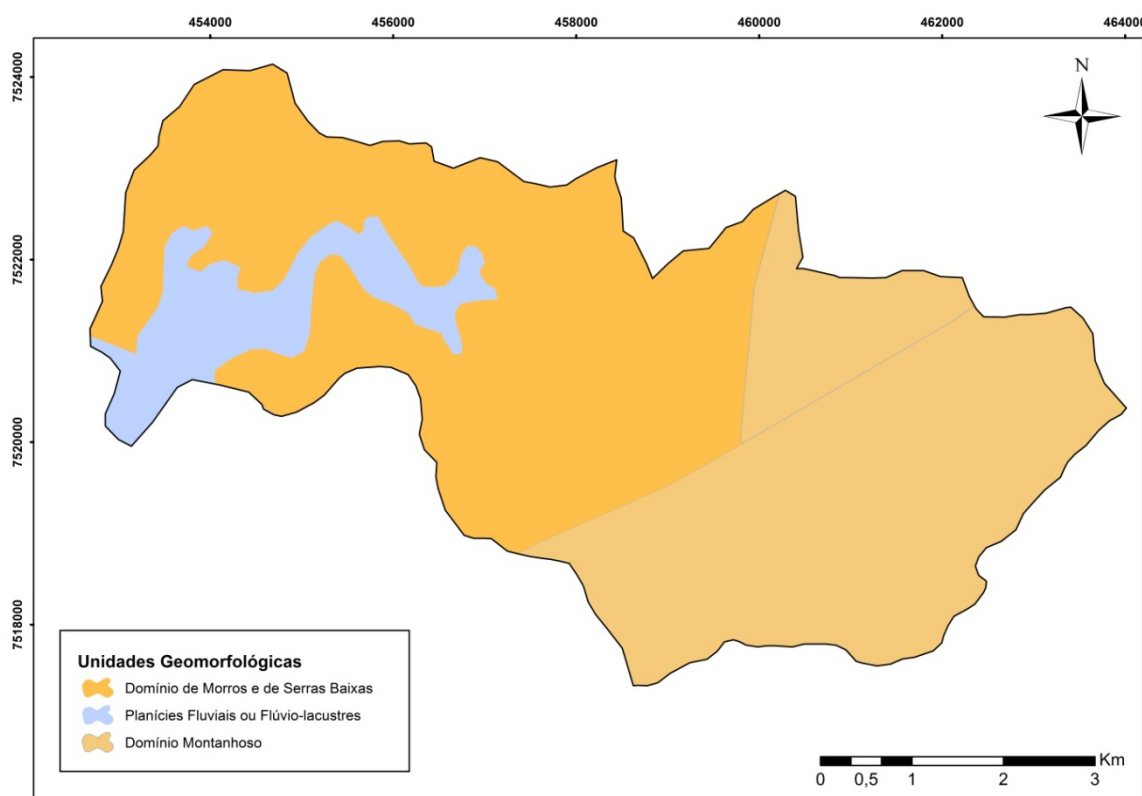 454000 456000 458000 460000 462000 464000
7524000
7522000
7520000
7518000
N
Unidades Geomorfológicas
Domínio de Morros e de Serras Baixas
Planícies Fluviais ou Flúvio-lacustres
Domínio Montanhoso
Km
0 0,5 1 2 3